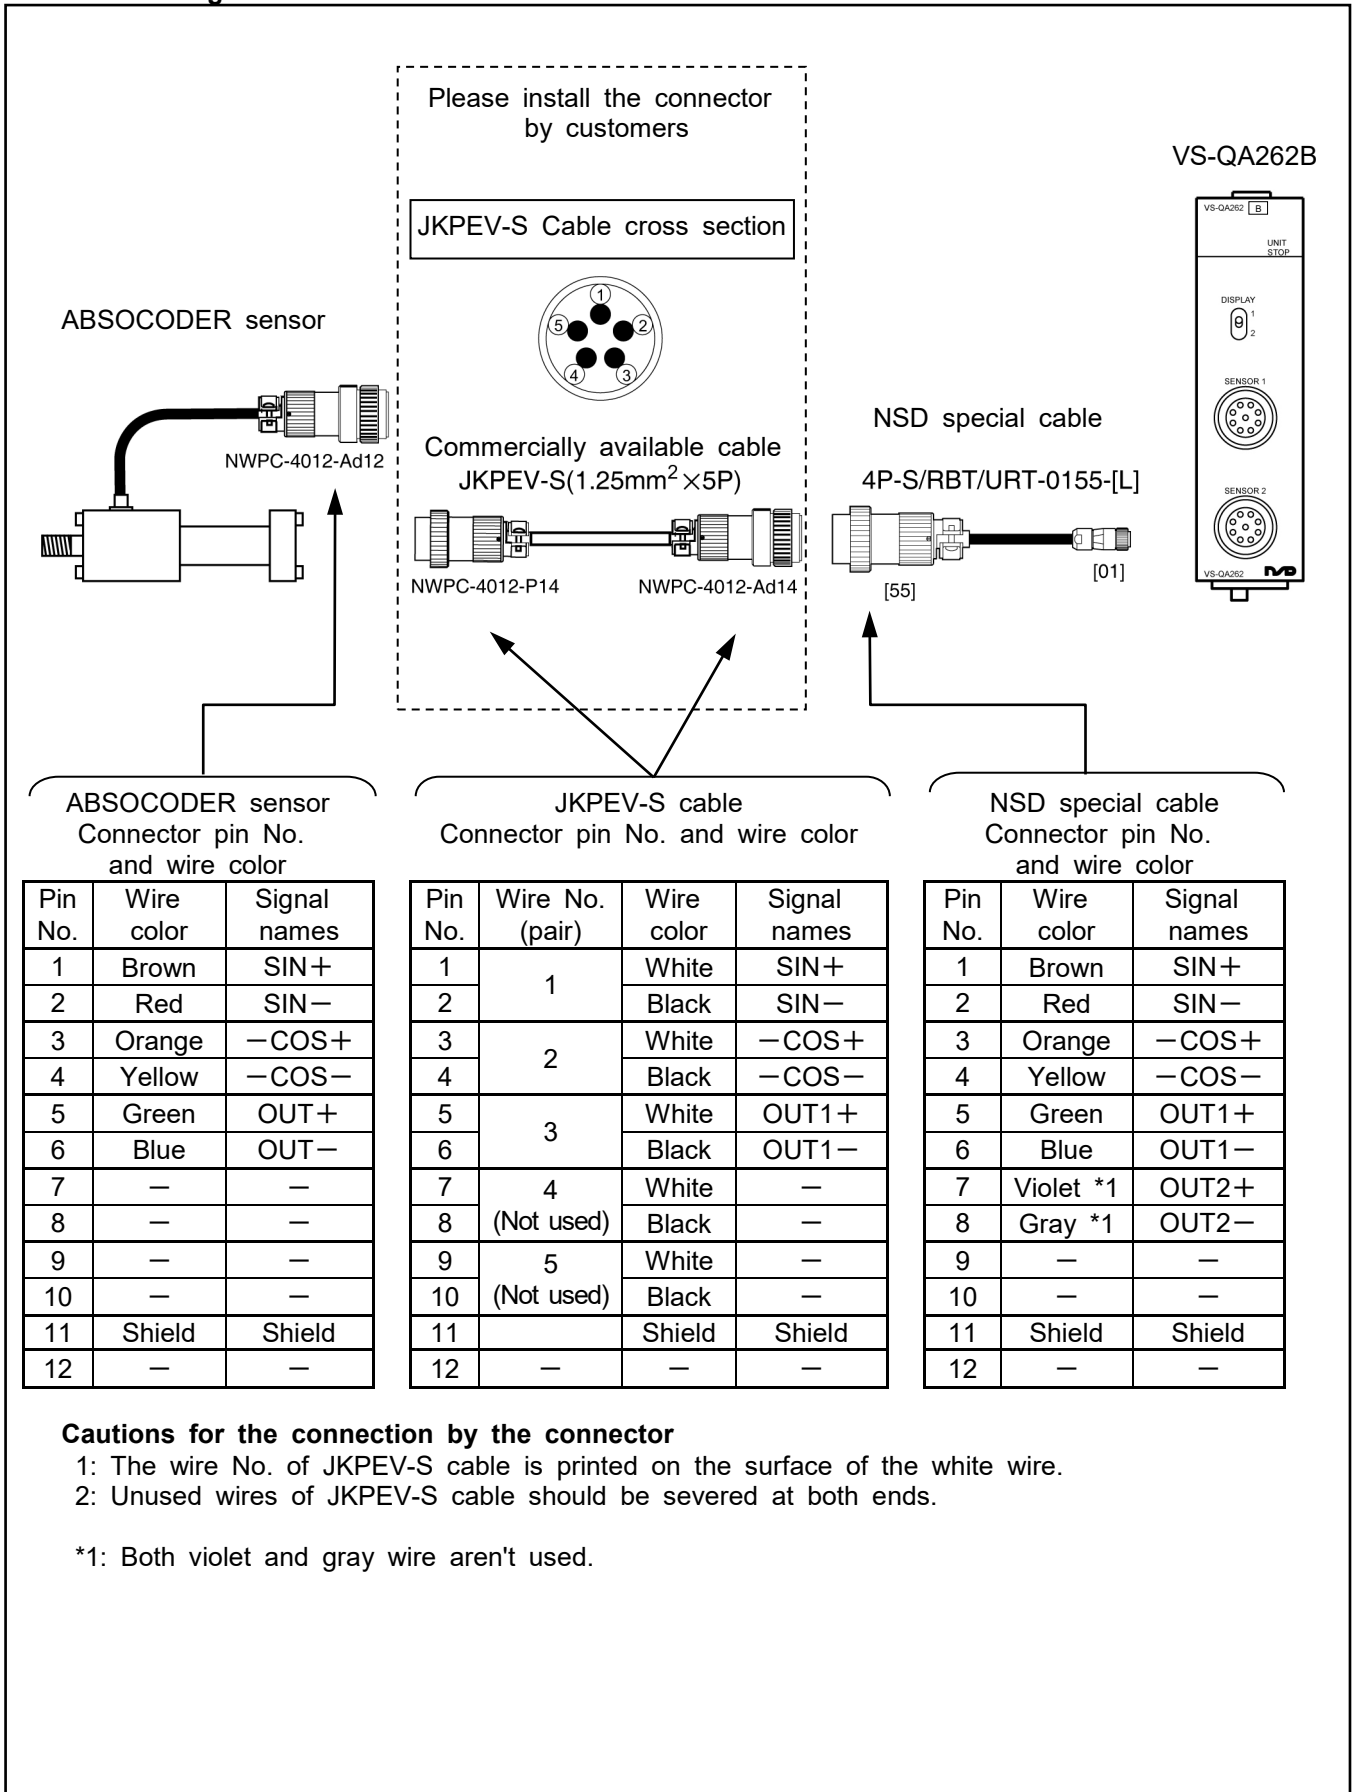 Please install the connector
by customers
JKPEV-S Cable cross section
1
5
2
4
3
VS-QA262B
VS-QA262 B
UNIT
STOP
DISPLAY
1
2
SENSOR 1
SENSOR 2
VS-QA262 NSD
ABSOCODER sensor
NWPC-4012-Ad12
Commercially available cable
JKPEV-S(1.25mm²×5P)
NWPC-4012-P14
NWPC-4012-Ad14
NSD special cable
4P-S/RBT/URT-0155-[L]
[55]
[01]
ABSOCODER sensor
Connector pin No.
and wire color
Pin No. Wire color Signal names
1 Brown SIN+
2 Red SIN−
3 Orange −COS+
4 Yellow −COS−
5 Green OUT+
6 Blue OUT−
7 − −
8 − −
9 − −
10 − −
11 Shield Shield
12 − −
JKPEV-S cable
Connector pin No. and wire color
Pin No. Wire No. (pair) Wire color Signal names
1 1 White SIN+
2 Black SIN−
3 2 White −COS+
4 Black −COS−
5 3 White OUT1+
6 Black OUT1−
7 4 White −
8 (Not used) Black −
9 5 White −
10 (Not used) Black −
11 Shield Shield
12 − − −
NSD special cable
Connector pin No.
and wire color
Pin No. Wire color Signal names
1 Brown SIN+
2 Red SIN−
3 Orange −COS+
4 Yellow −COS−
5 Green OUT1+
6 Blue OUT1−
7 Violet *1 OUT2+
8 Gray *1 OUT2−
9 − −
10 − −
11 Shield Shield
12 − −
Cautions for the connection by the connector
1: The wire No. of JKPEV-S cable is printed on the surface of the white wire.
2: Unused wires of JKPEV-S cable should be severed at both ends.
*1: Both violet and gray wire aren't used.